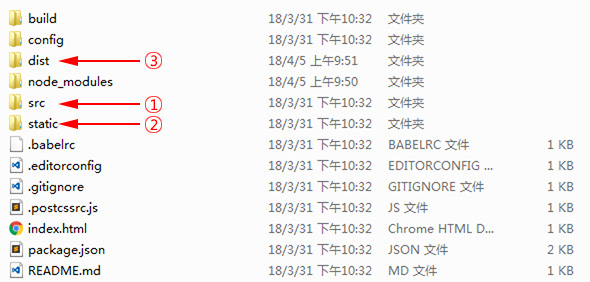 build 18/3/31 下午10:32 文件夹
config 18/3/31 下午10:32 文件夹
dist ③ 18/4/5 上午9:51 文件夹
node_modules 18/4/5 上午9:50 文件夹
src ① 18/3/31 下午10:32 文件夹
static ② 18/3/31 下午10:32 文件夹
.babelrc 18/3/31 下午10:32 BABELRC 文件 1 KB
.editorconfig 18/3/31 下午10:32 EDITORCONFIG ... 1 KB
.gitignore 18/3/31 下午10:32 GITIGNORE 文件 1 KB
.postcssrc.js 18/3/31 下午10:32 JS 文件 1 KB
index.html 18/3/31 下午10:32 Chrome HTML D... 1 KB
package.json 18/3/31 下午10:32 JSON 文件 2 KB
README.md 18/3/31 下午10:32 MD 文件 1 KB